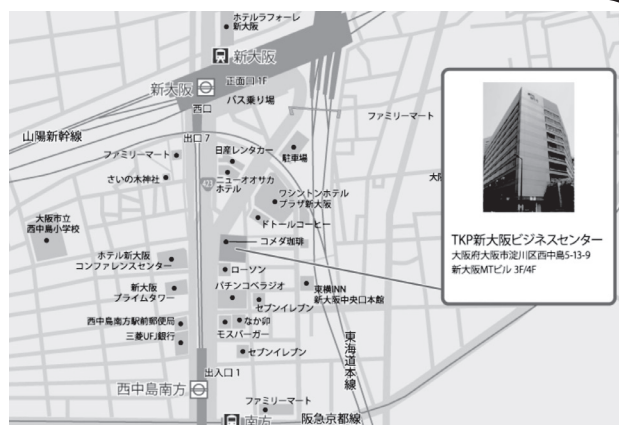 ホテルラフォーレ
新大阪
新大阪
新大阪
正面口 1F
西口
バス乗り場
山陽新幹線
出口 7
ファミリーマート
ファミリーマート
日産レンタカー
駐車場
さいの木神社
ニューオオサカ
ホテル
423
ワシントンホテル
プラザ新大阪
大阪市立
西中島小学校
ドトールコーヒー
コメダ珈琲
ホテル新大阪
コンファレンスセンター
ローソン
新大阪
プライムタワー
パチンコベラジオ
セブンイレブン
東横INN
新大阪中央口本館
西中島南方駅前郵便局
なか卯
モスバーガー
三菱UFJ銀行
セブンイレブン
東海道本線
出入口 1
西中島南方
ファミリーマート
南方
阪急京都線
TKP新大阪ビジネスセンター
大阪府大阪市淀川区西中島5-13-9
新大阪MTビル 3F/4F